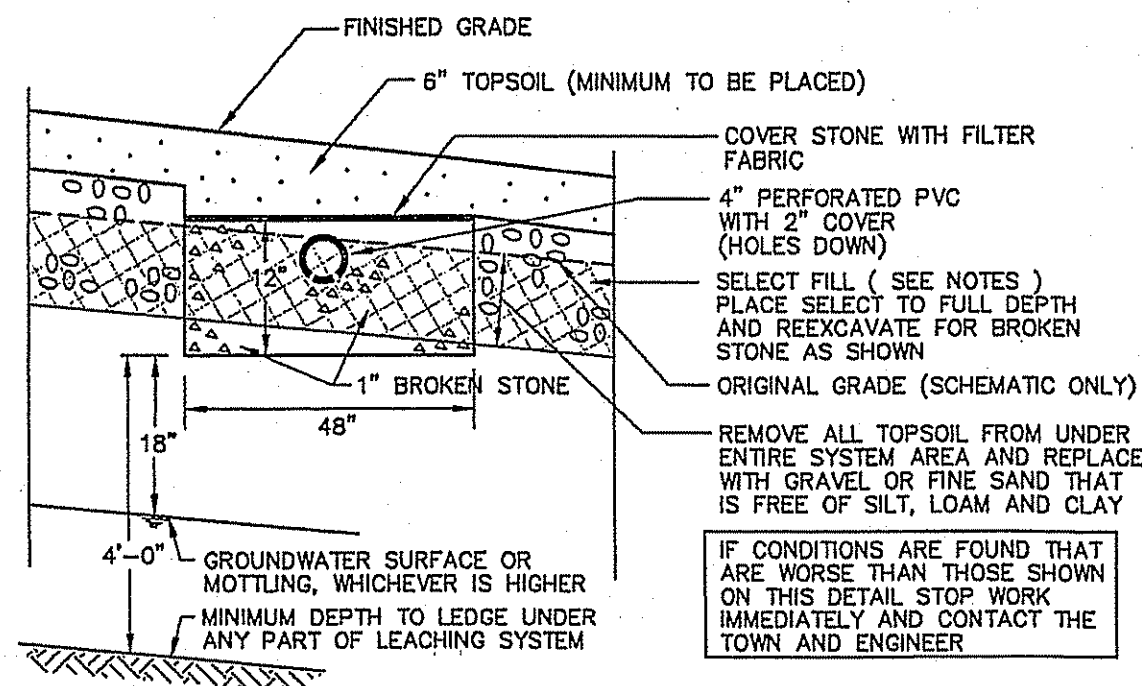 FINISHED GRADE
6" TOPSOIL (MINIMUM TO BE PLACED)
COVER STONE WITH FILTER
FABRIC
4" PERFORATED PVC
WITH 2" COVER
(HOLES DOWN)
SELECT FILL ( SEE NOTES )
PLACE SELECT TO FULL DEPTH
AND REEXCAVATE FOR BROKEN
STONE AS SHOWN
ORIGINAL GRADE (SCHEMATIC ONLY)
REMOVE ALL TOPSOIL FROM UNDER
ENTIRE SYSTEM AREA AND REPLACE
WITH GRAVEL OR FINE SAND THAT
IS FREE OF SILT, LOAM AND CLAY
12"
1" BROKEN STONE
48"
18"
4'-0"
GROUNDWATER SURFACE OR
MOTTLING, WHICHEVER IS HIGHER
MINIMUM DEPTH TO LEDGE UNDER
ANY PART OF LEACHING SYSTEM
IF CONDITIONS ARE FOUND THAT
ARE WORSE THAN THOSE SHOWN
ON THIS DETAIL STOP WORK
IMMEDIATELY AND CONTACT THE
TOWN AND ENGINEER